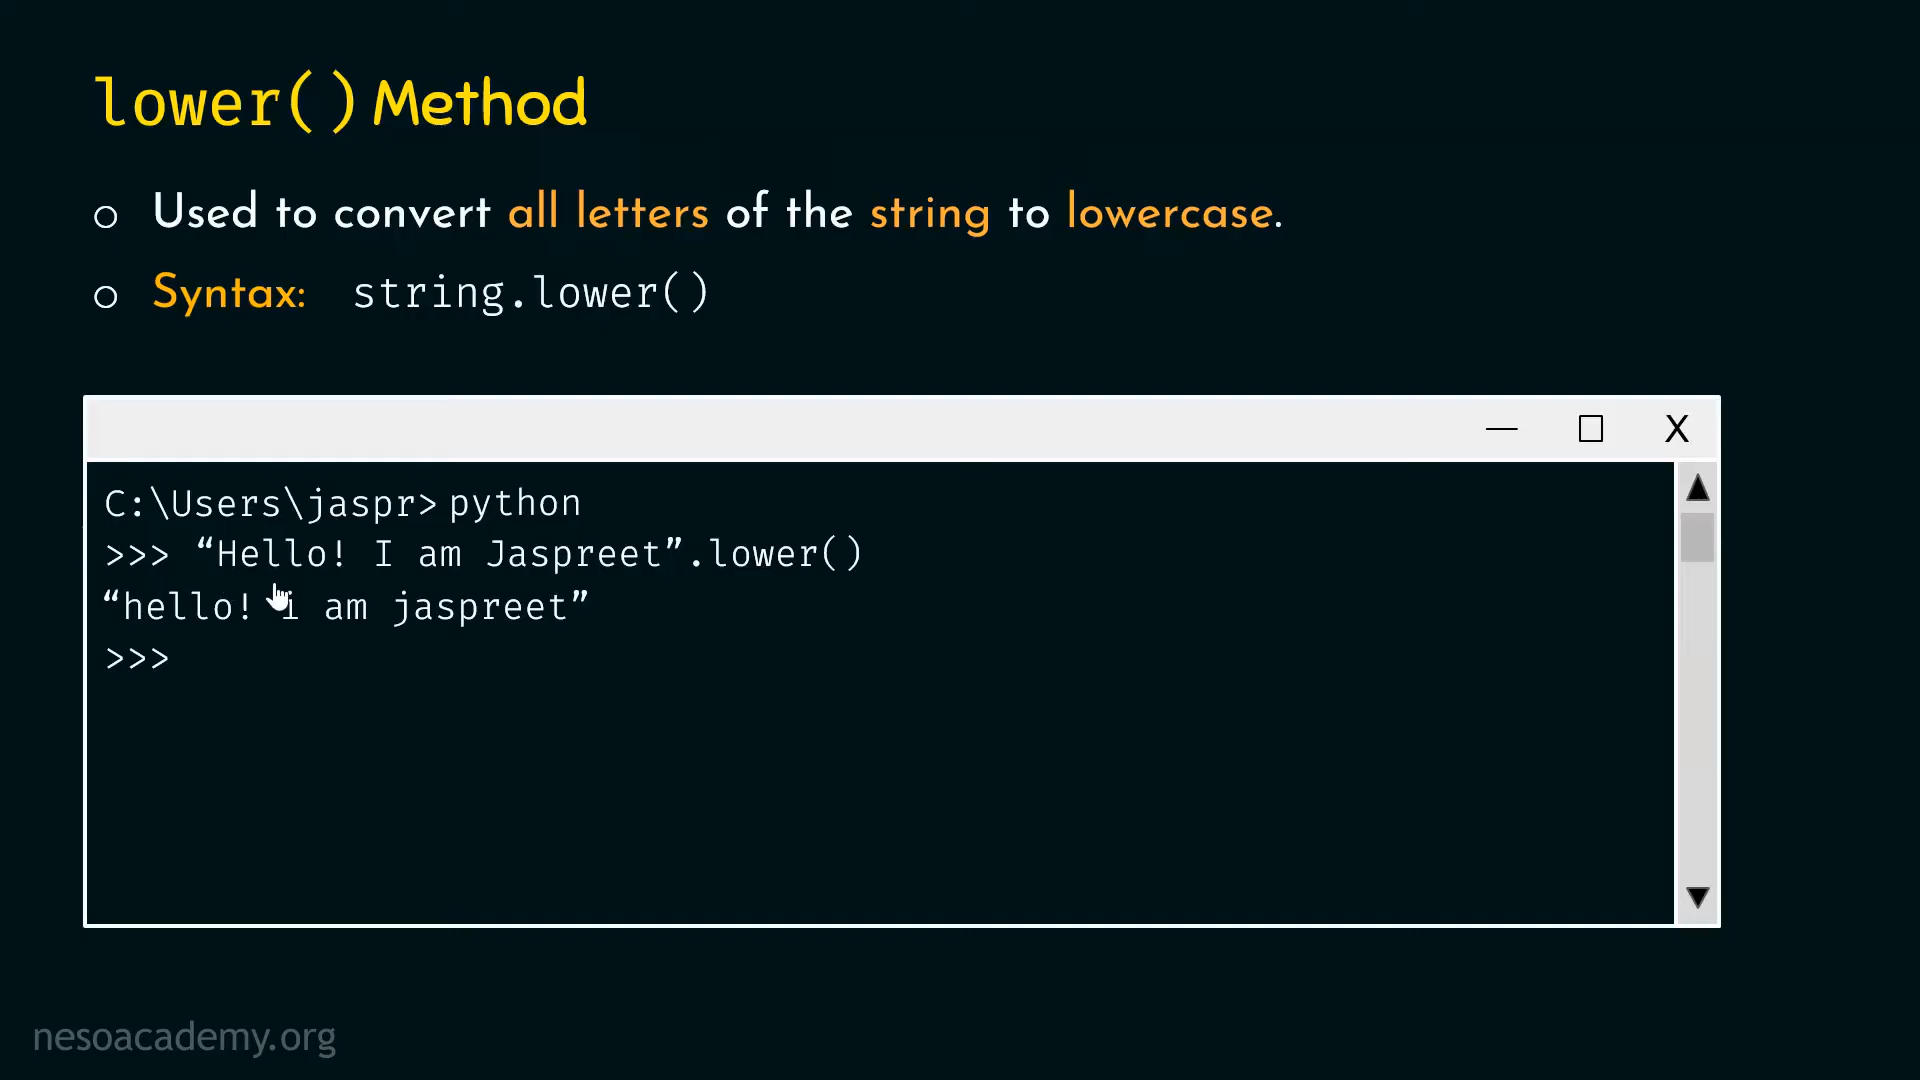 lower() Method
Used to convert all letters of the string to lowercase.
Syntax: string.lower()
X
C:\Users\jaspr> python
>>> “Hello! I am Jaspreet”.lower()
“hello! i am jaspreet”
>>>
nesoacademy.org